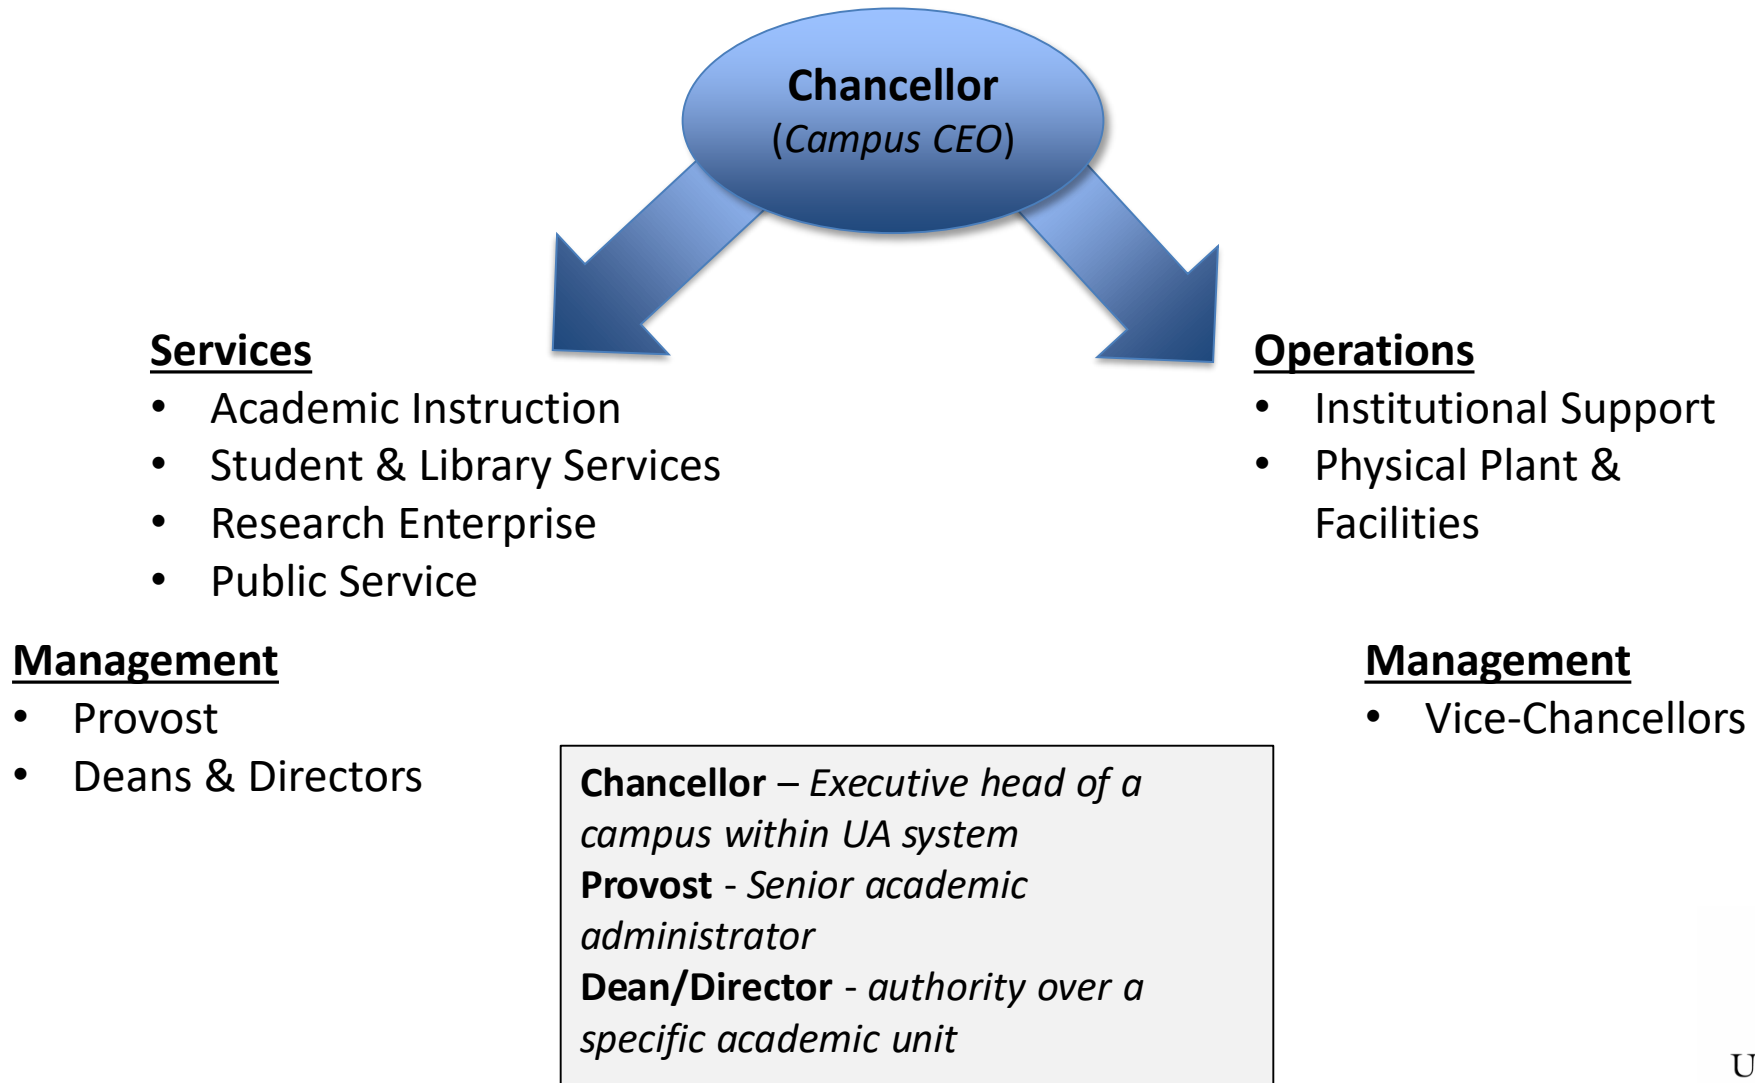 Chancellor
(Campus CEO)
Services
• Academic Instruction
• Student & Library Services
• Research Enterprise
• Public Service
Operations
• Institutional Support
• Physical Plant &
Facilities
Management
• Provost
• Deans & Directors
Management
• Vice-Chancellors
Chancellor – Executive head of a
campus within UA system
Provost - Senior academic
administrator
Dean/Director - authority over a
specific academic unit
U